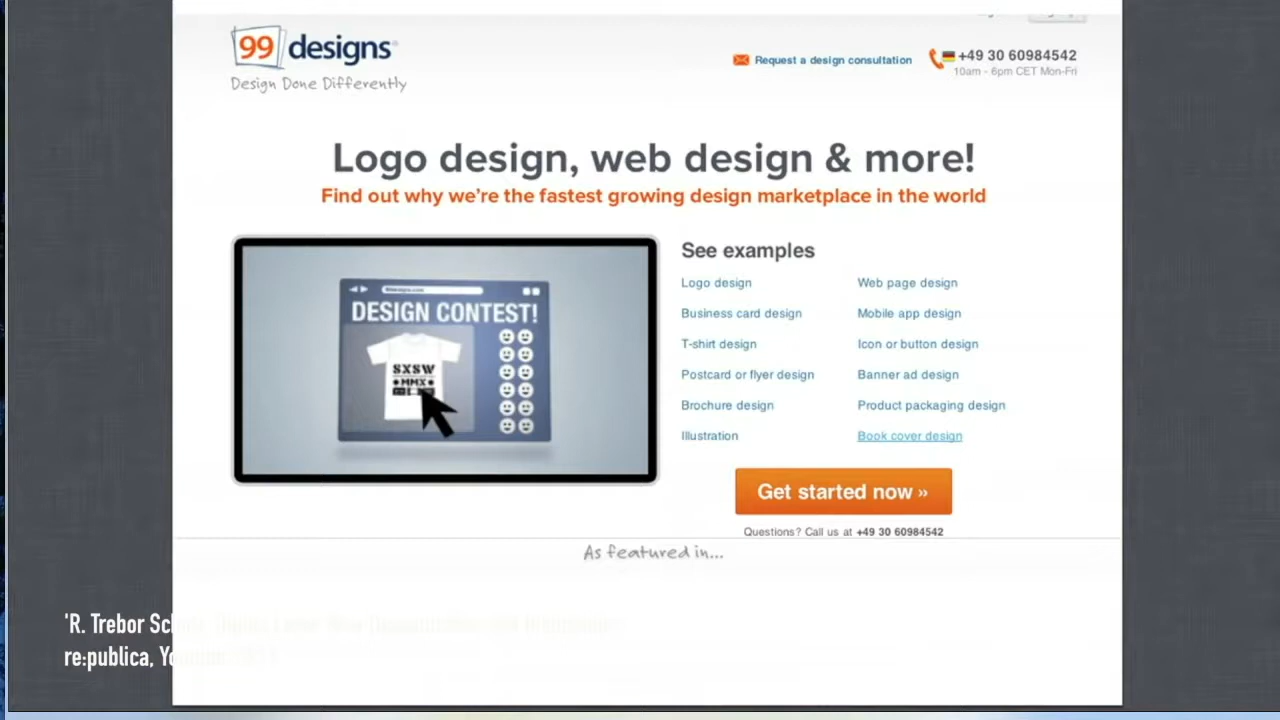 99designs®
Design Done Differently
Request a design consultation
+49 30 60984542
10am - 6pm CET Mon-Fri
Logo design, web design & more!
Find out why we're the fastest growing design marketplace in the world
DESIGN CONTEST!
SXSW
MMX
See examples
Logo design
Web page design
Business card design
Mobile app design
T-shirt design
Icon or button design
Postcard or flyer design
Banner ad design
Brochure design
Product packaging design
Illustration
Book cover design
Get started now »
Questions? Call us at +49 30 60984542
As featured in...
'R. Trebor
re:publica,